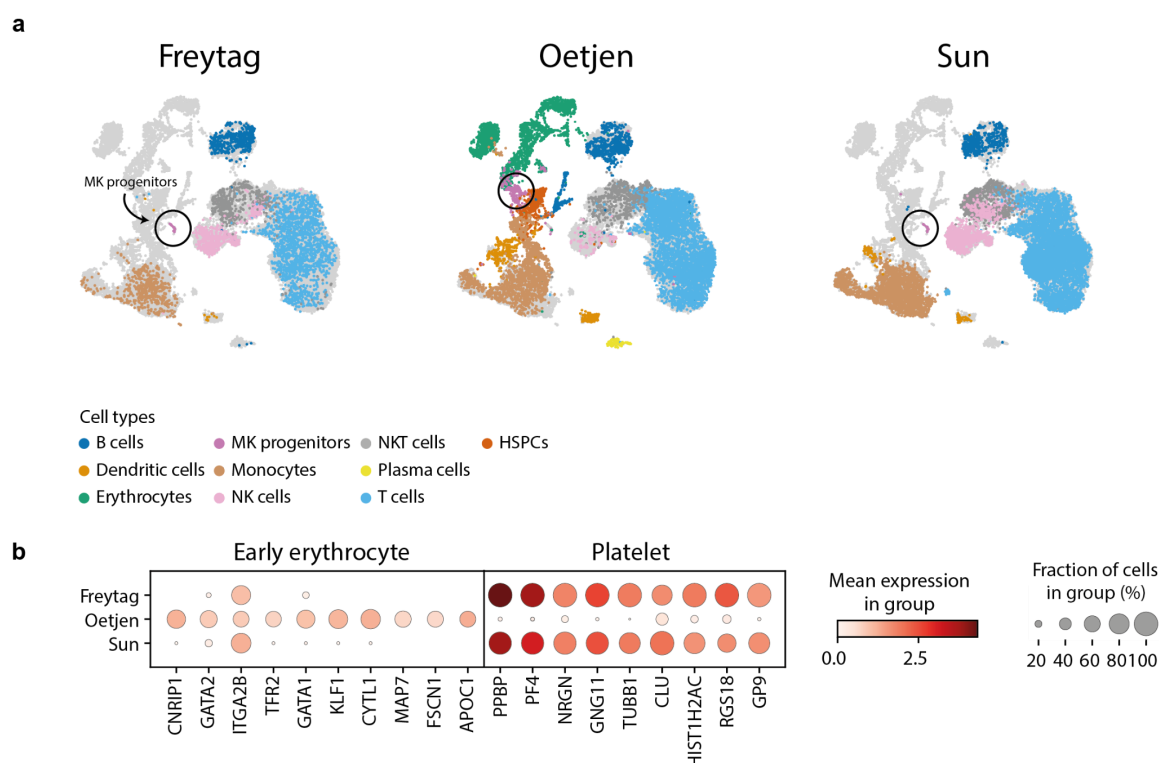 a
Freytag
Oetjen
Sun
MK progenitors
Cell types
B cells
MK progenitors
NKT cells
HSPCs
Dendritic cells
Monocytes
Plasma cells
Erythrocytes
NK cells
T cells
b
Early erythrocyte
Platelet
Freytag
Oetjen
Sun
CNRIP1
GATA2
ITGA2B
TFR2
GATA1
KLF1
CYTL1
MAP7
FSCN1
APOC1
PPBP
PF4
NRGN
GNG11
TUBB1
CLU
HIST1H2AC
RGS18
GP9
Mean expression
in group
0.0
2.5
Fraction of cells
in group (%)
20 40 60 80 100